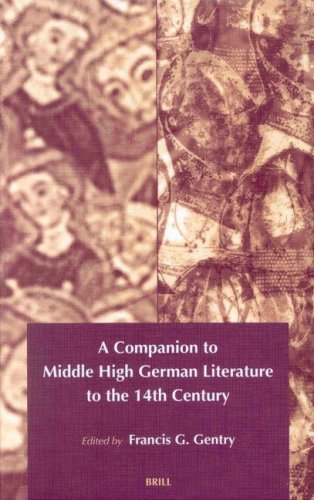 A Companion to
Middle High German Literature
to the 14th Century
Edited by Francis G. Gentry
BRILL